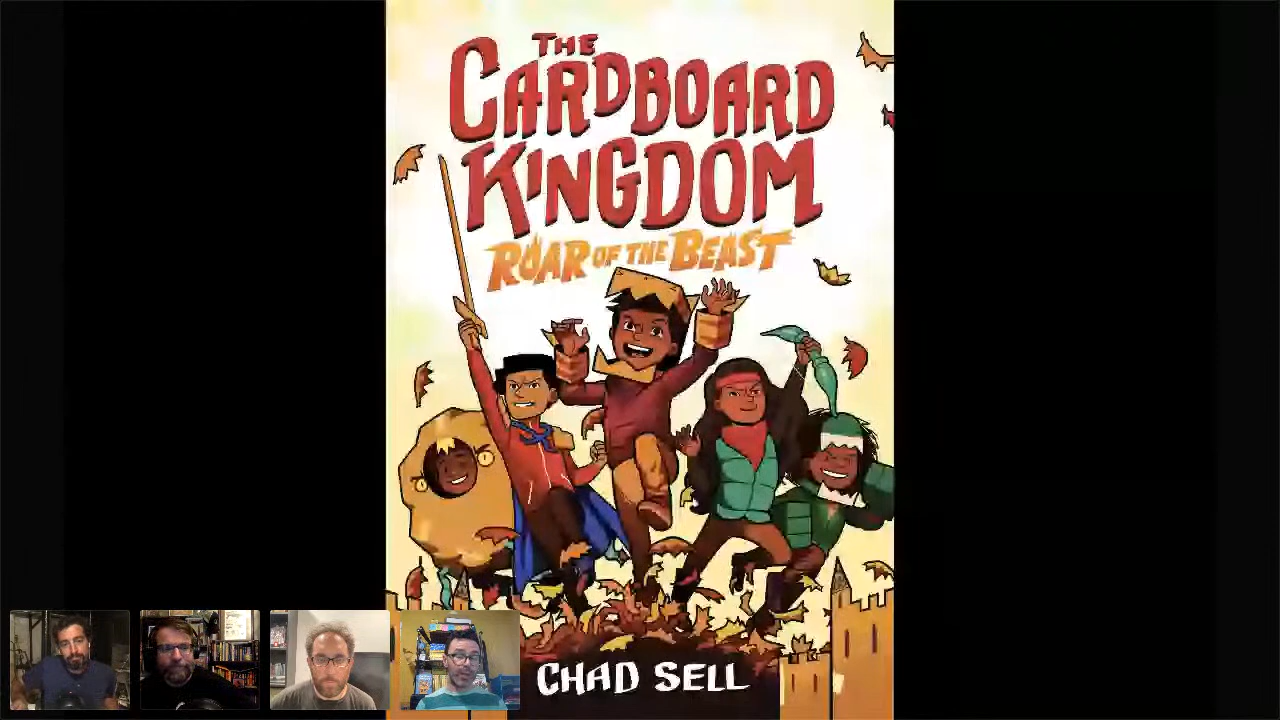 THE
CARDBOARD
KINGDOM
ROAR OF THE BEAST
CHAD SELL